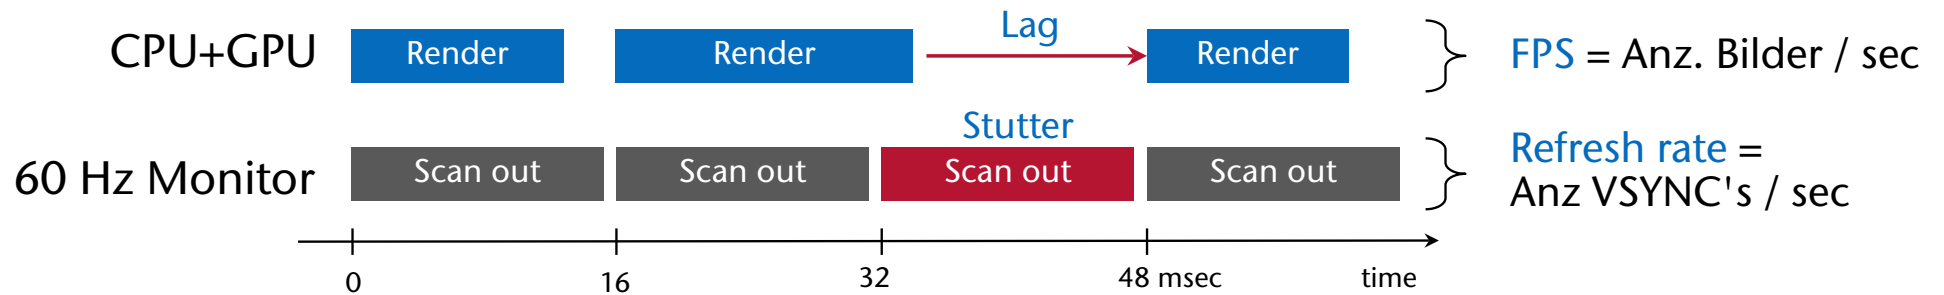 Lag
CPU+GPU Render Render Render FPS = Anz. Bilder / sec
Stutter
60 Hz Monitor Scan out Scan out Scan out Scan out Refresh rate =
Anz VSYNC's / sec
0 16 32 48 msec time